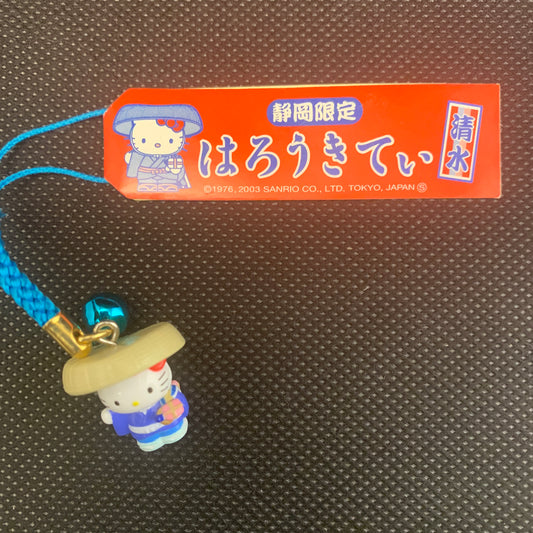 静岡限定
はろうきてぃ
清水
©1976, 2003 SANRIO CO., LTD. TOKYO, JAPAN Ⓢ